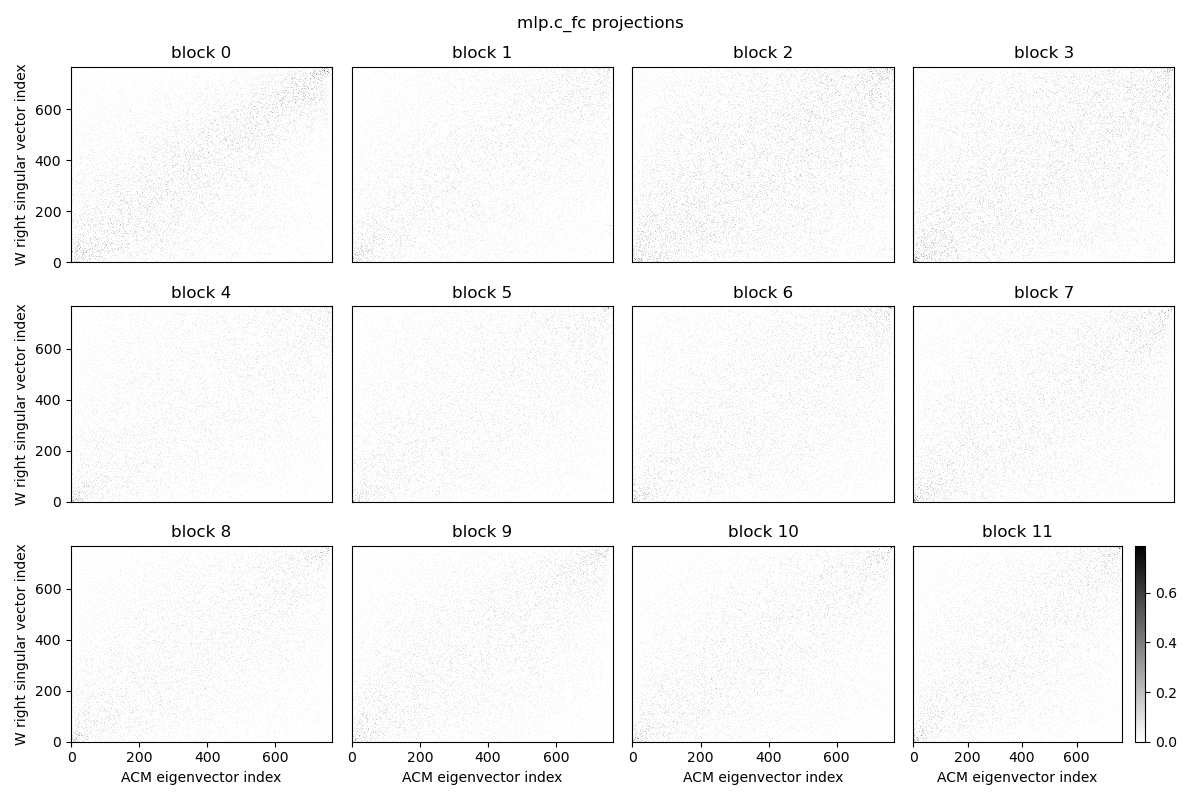 mlp.c_fc projections
block 0
block 1
block 2
block 3
W right singular vector index
600
400
200
0
block 4
block 5
block 6
block 7
W right singular vector index
600
400
200
0
block 8
block 9
block 10
block 11
W right singular vector index
600
400
200
0
0.6
0.4
0.2
0.0
0 200 400 600
0 200 400 600
0 200 400 600
0 200 400 600
ACM eigenvector index
ACM eigenvector index
ACM eigenvector index
ACM eigenvector index